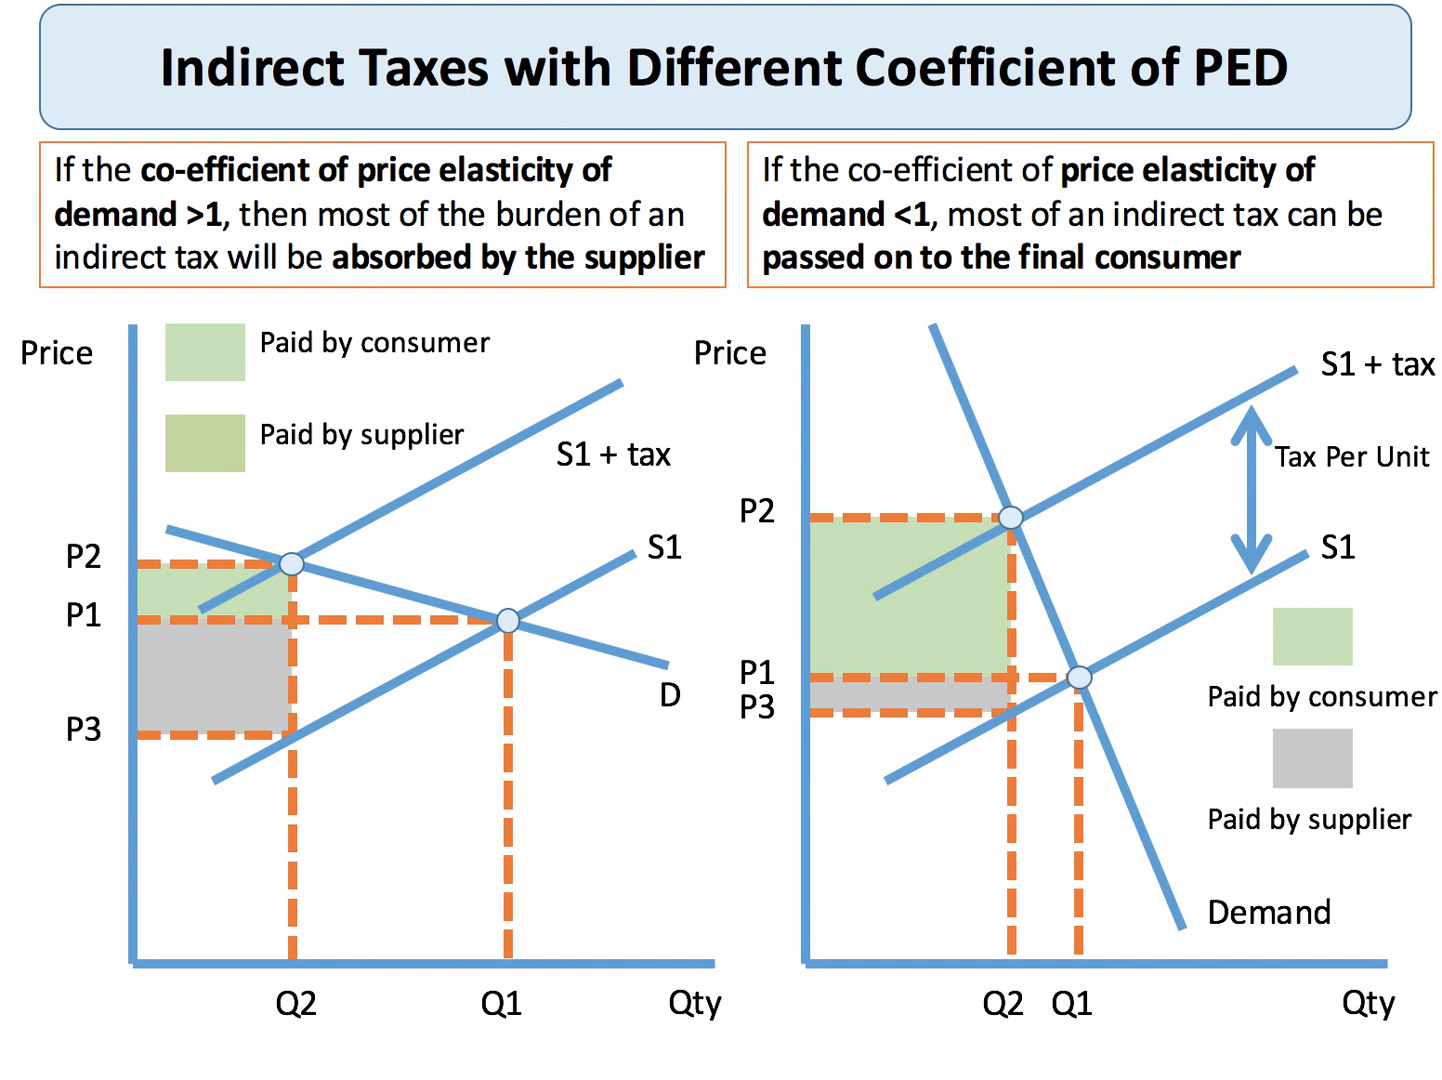 Indirect Taxes with Different Coefficient of PED
If the co-efficient of price elasticity of
demand >1, then most of the burden of an
indirect tax will be absorbed by the supplier
If the co-efficient of price elasticity of
demand <1, most of an indirect tax can be
passed on to the final consumer
Price
Paid by consumer
Paid by supplier
S1 + tax
S1
P2
P1
P3
D
Q2
Q1
Qty
Price
S1 + tax
Tax Per Unit
P2
S1
P1
P3
Paid by consumer
Paid by supplier
Demand
Q2
Q1
Qty